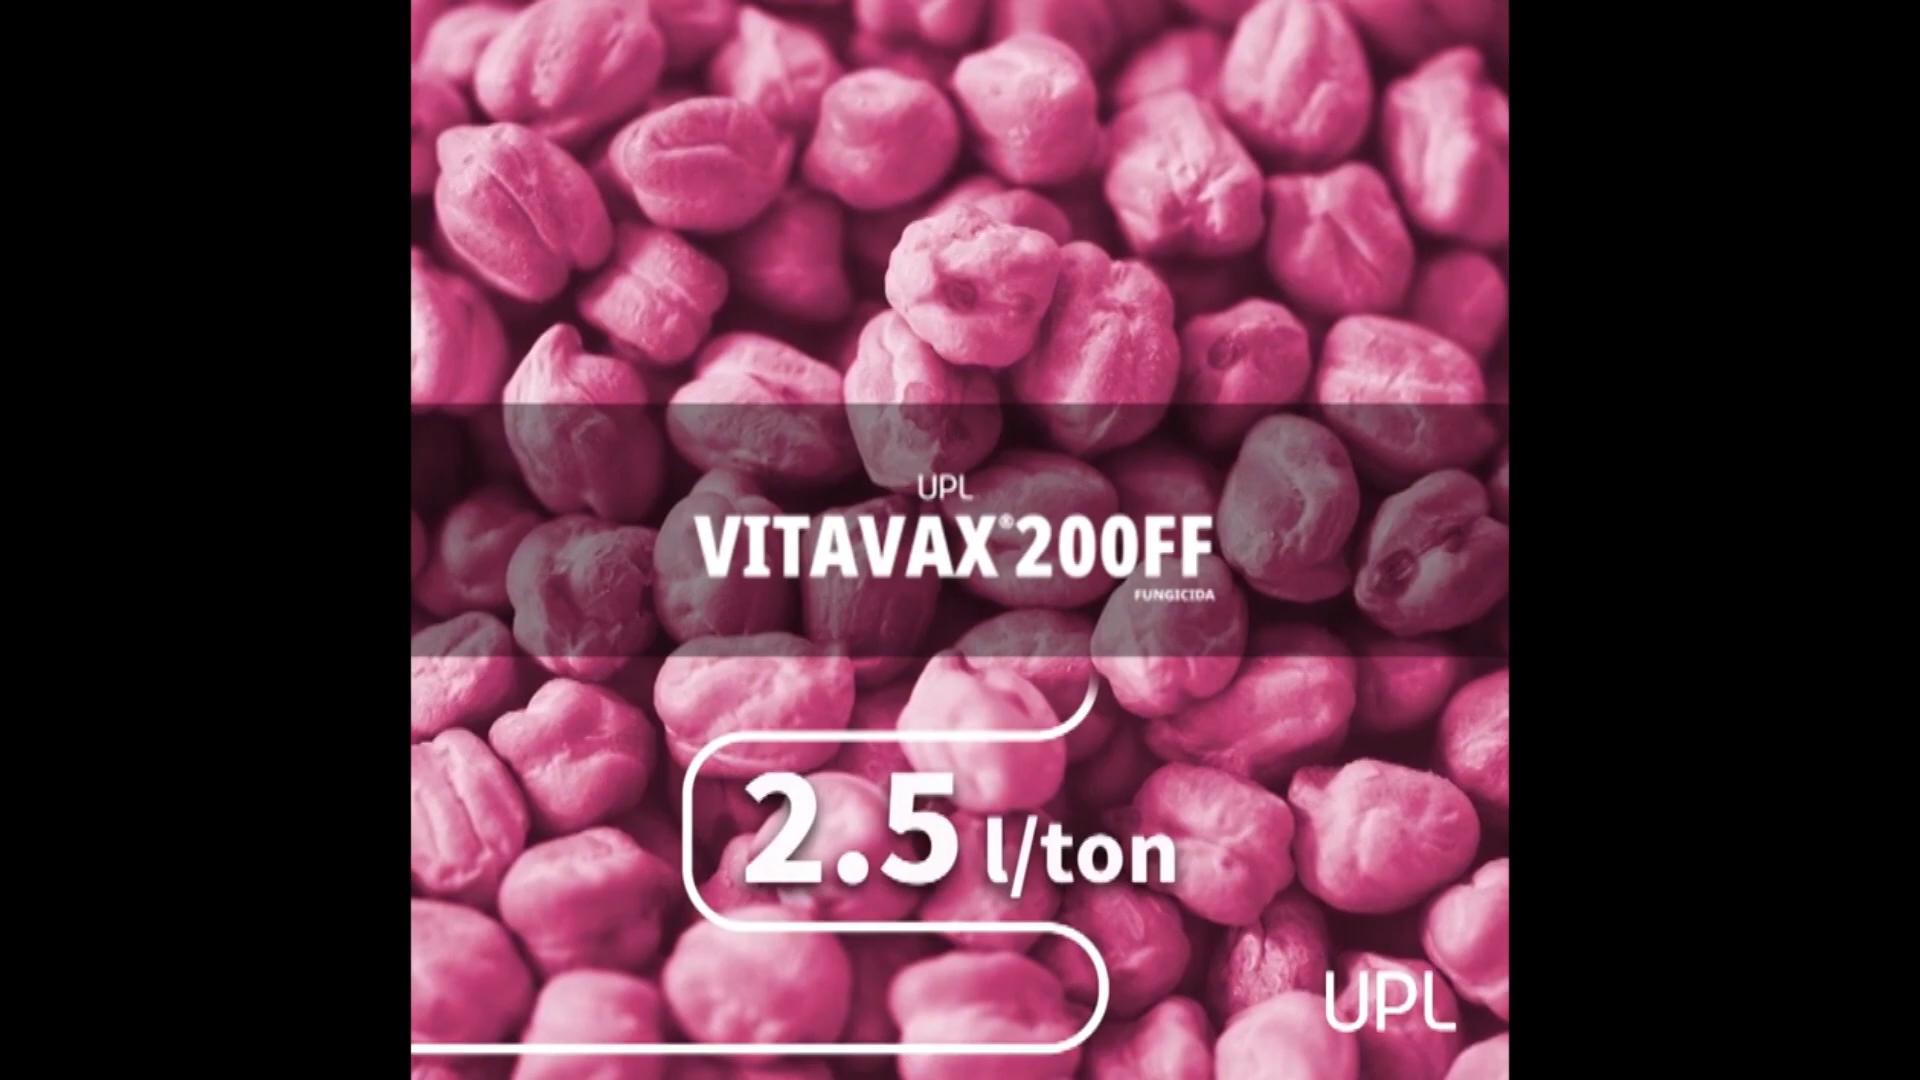 UPL
VITAVAX®200FF
FUNGICIDA
2.5 l/ton
UPL